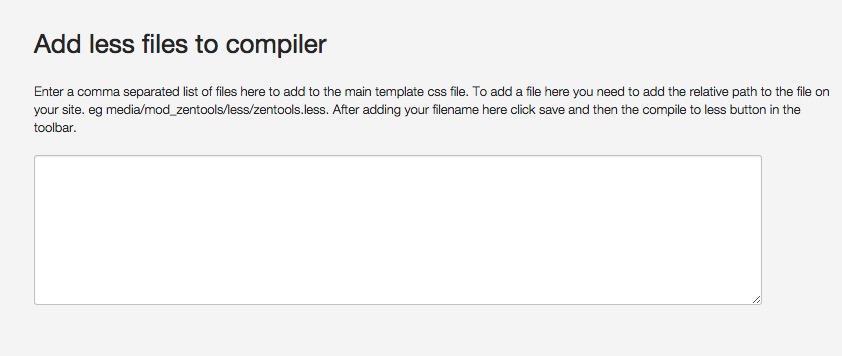 Add less files to compiler
Enter a comma separated list of files here to add to the main template css file. To add a file here you need to add the relative path to the file on
your site. eg media/mod_zentools/less/zentools.less. After adding your filename here click save and then the compile to less button in the
toolbar.